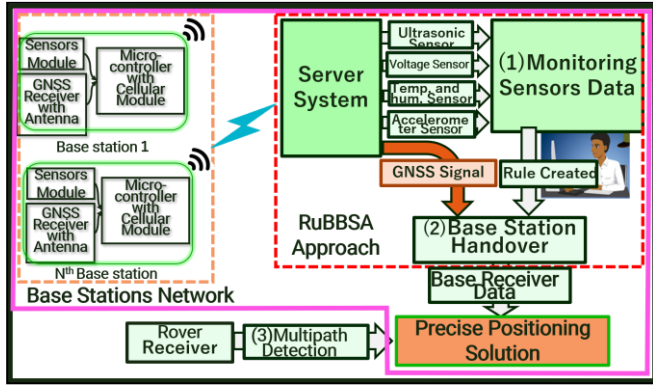 Sensors
Module
GNSS
Receiver
with
Antenna
Micro-
controller
with
Cellular
Module
Base station 1
Sensors
Module
GNSS
Receiver
with
Antenna
Micro-
controller
with
Cellular
Module
Nth Base station
Base Stations Network
Server
System
Ultrasonic
Sensor
Voltage Sensor
Temp. and
hum. Sensor
Accelerome
ter Sensor
(1)Monitoring
Sensors Data
GNSS Signal
Rule Created
RuBBSA
Approach
(2)Base Station
Handover
Base Receiver
Data
Rover
Receiver
(3)Multipath
Detection
Precise Positioning
Solution